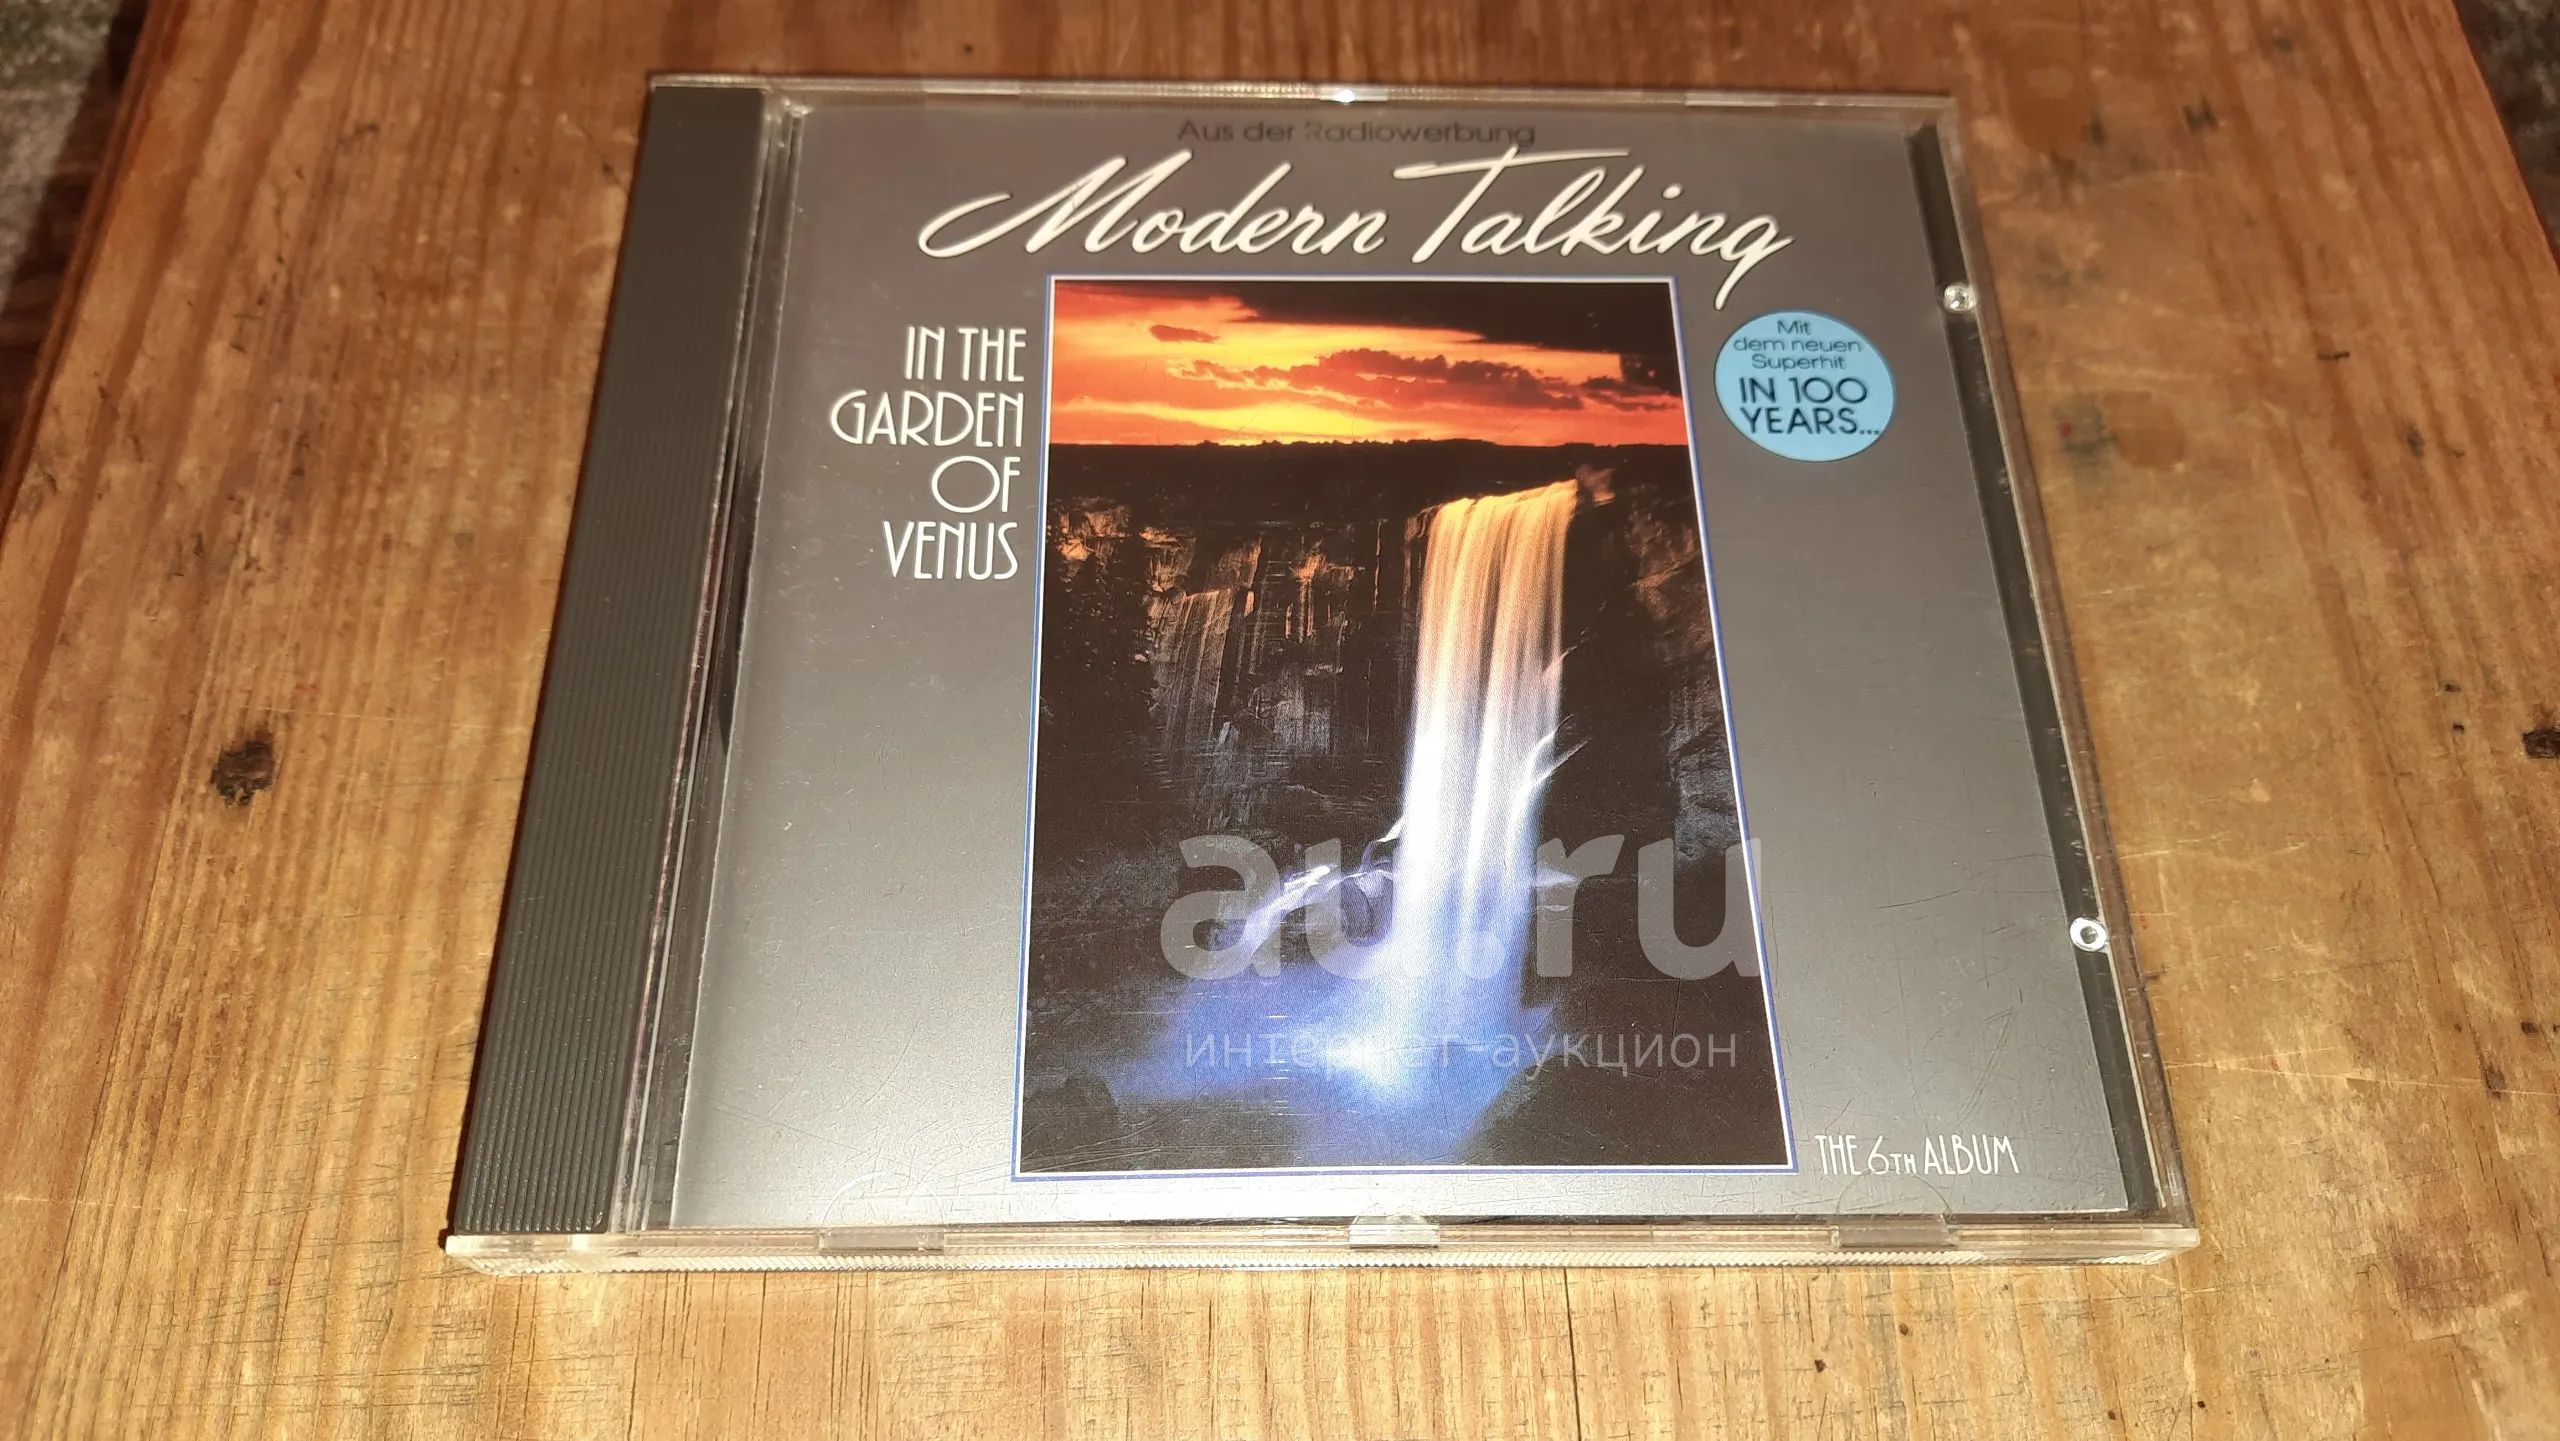 Aus der Radiowerbung
Modern Talking
IN THE
GARDEN
OF
VENUS
Mit
dem neuen
Superhit
IN 100
YEARS...
au.ru
интернет-аукцион
THE 6TH ALBUM